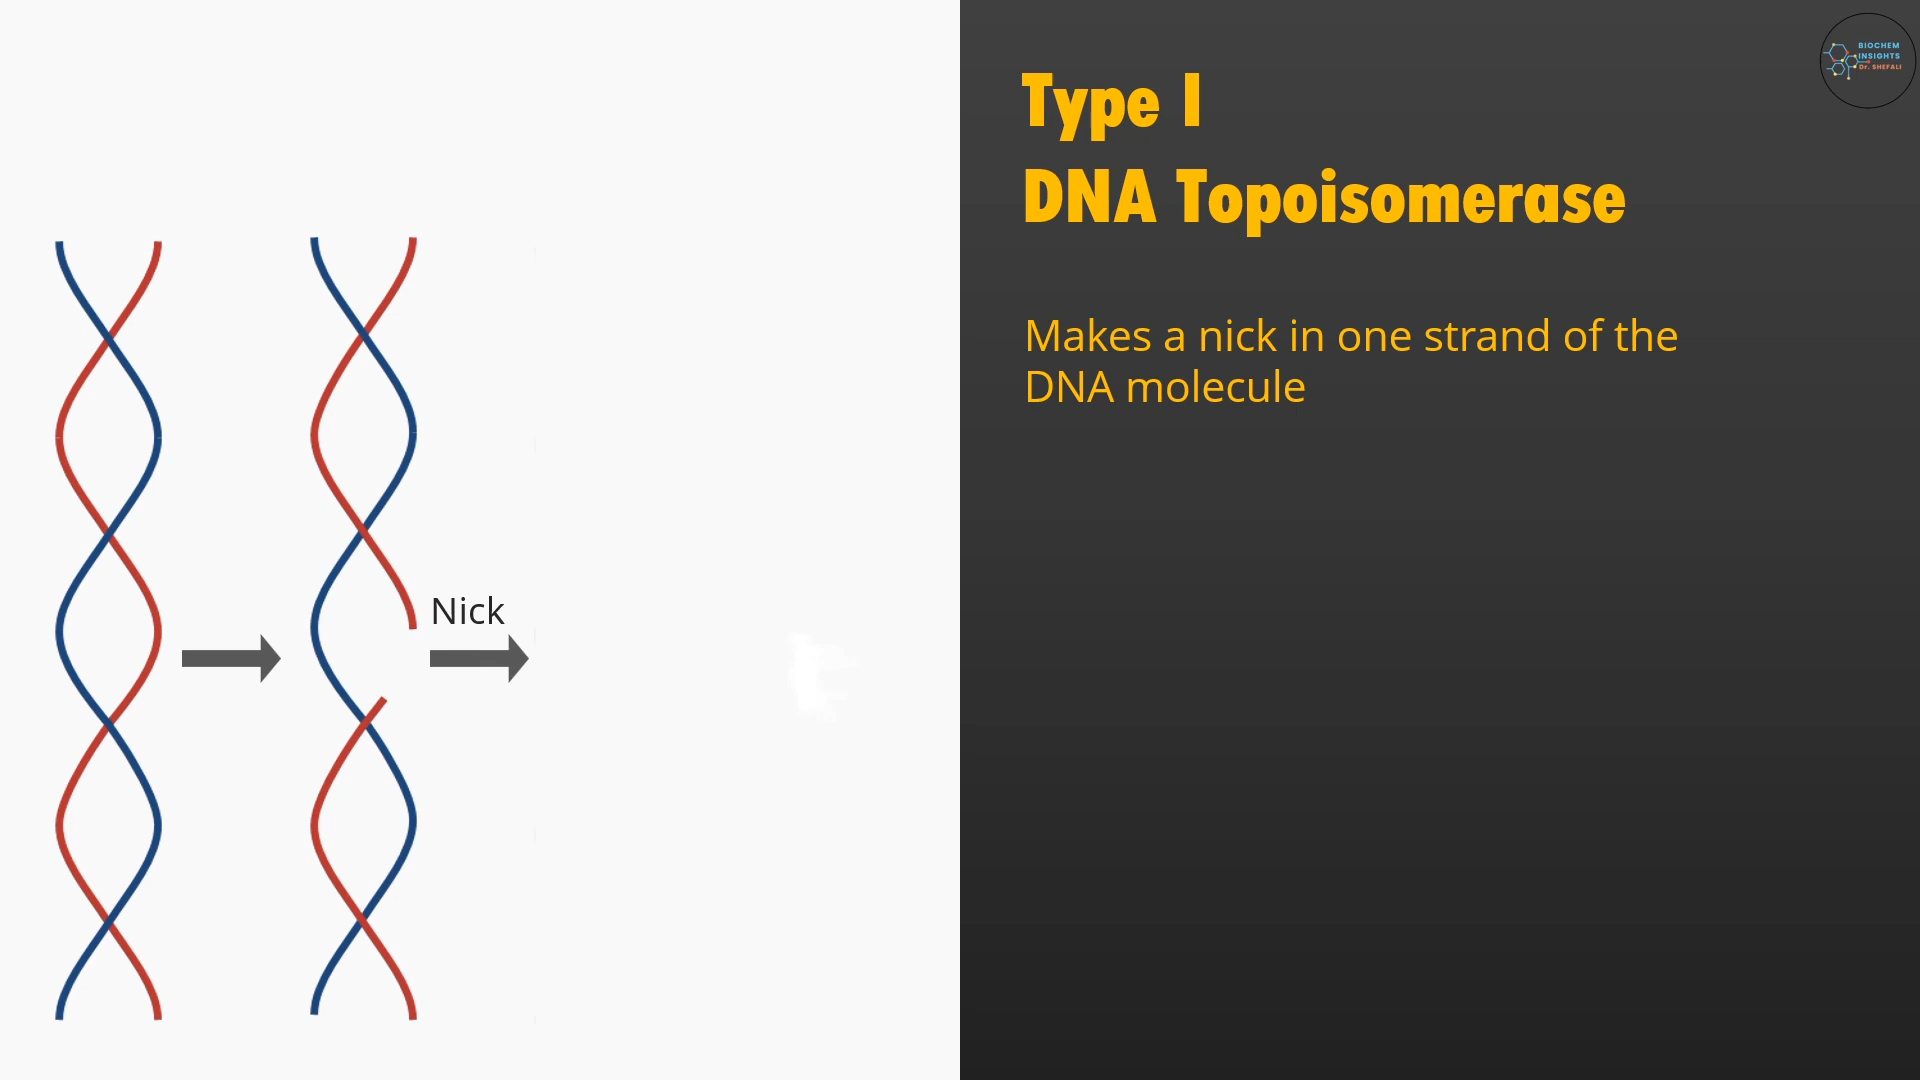 Type I
DNA Topoisomerase
Makes a nick in one strand of the
DNA molecule
Nick
BIOCHEM
INSIGHTS
Dr. SHEFALI